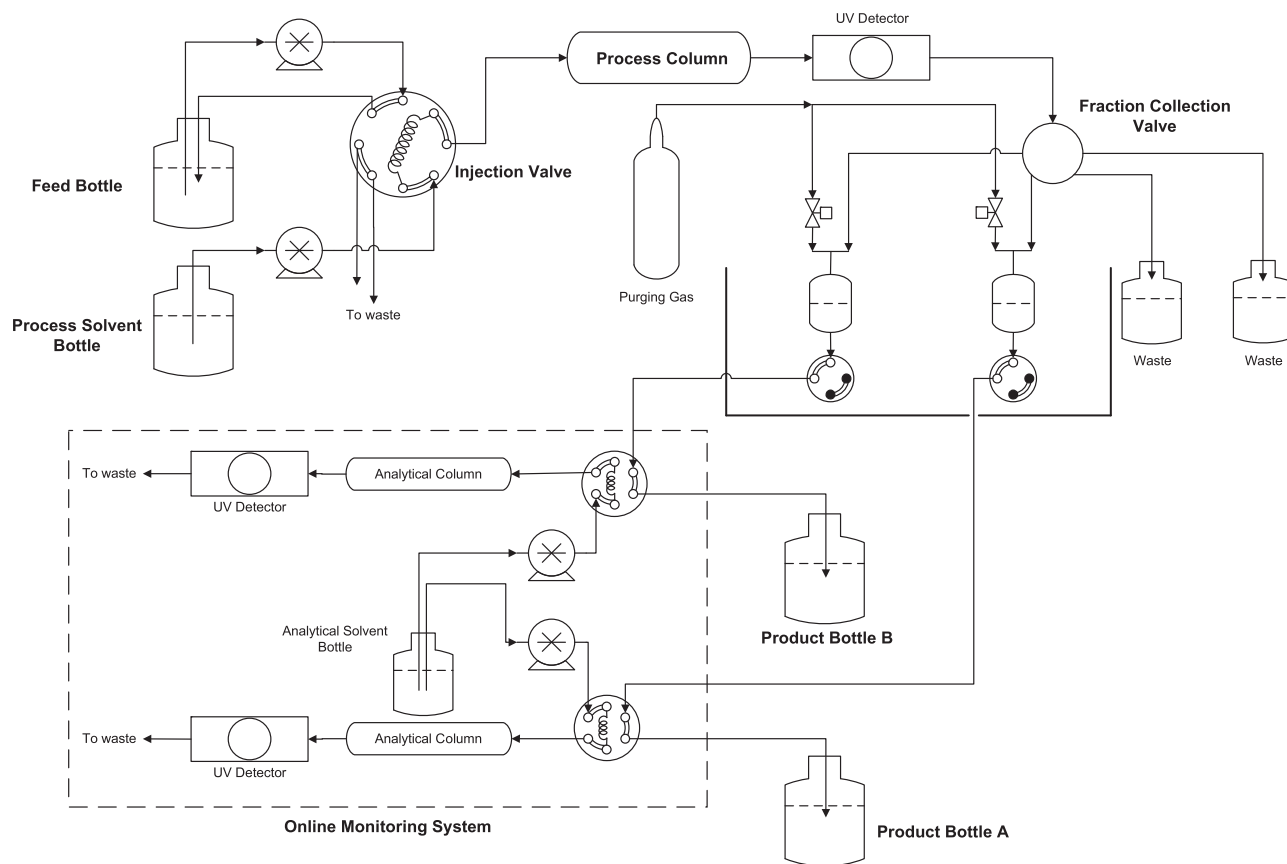 UV Detector
Process Column
Fraction Collection
Valve
Injection Valve
Feed Bottle
Purging Gas
To waste
Process Solvent
Bottle
Waste
Waste
To waste
Analytical Column
UV Detector
Analytical Solvent
Bottle
Product Bottle B
To waste
Analytical Column
UV Detector
Online Monitoring System
Product Bottle A